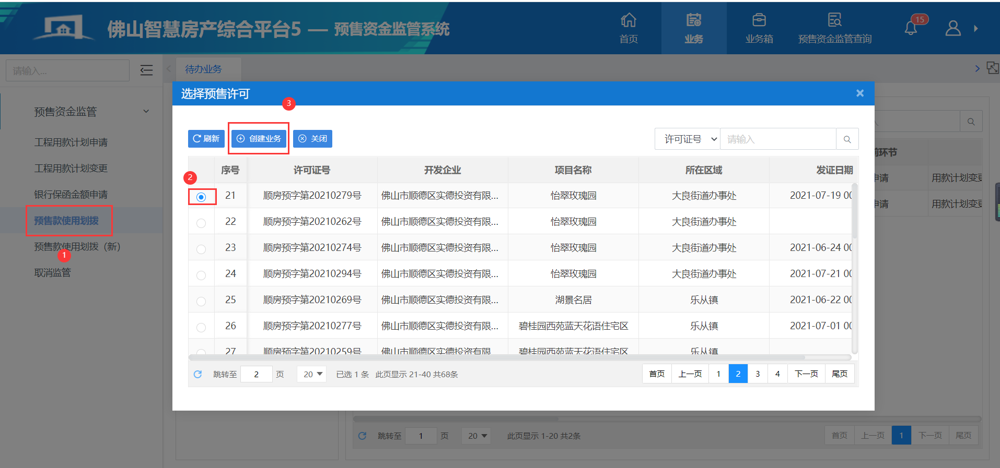 佛山智慧房产综合平台5 — 预售资金监管系统
首页
业务
业务箱
预售资金监管查询
15
请输入...
待办业务
预售资金监管
工程用款计划申请
工程用款计划变更
银行保函金额申请
预售款使用划拨
预售款使用划拨（新）
1
取消监管
选择预售许可
3
刷新
创建业务
关闭
许可证号
请输入
2
序号 许可证号 开发企业 项目名称 所在区域 发证日期
21 顺房预字第20210279号 佛山市顺德区实德投资有限... 怡翠玫瑰园 大良街道办事处 2021-07-19 00
22 顺房预字第20210262号 佛山市顺德区实德投资有限... 怡翠玫瑰园 大良街道办事处
23 顺房预字第20210274号 佛山市顺德区实德投资有限... 怡翠玫瑰园 大良街道办事处 2021-06-24 00
24 顺房预字第20210294号 佛山市顺德区实德投资有限... 怡翠玫瑰园 大良街道办事处 2021-07-21 00
25 顺房预字第20210269号 佛山市顺德区实德投资有限... 湖景名居 乐从镇 2021-06-22 00
26 顺房预字第20210277号 佛山市顺德区实德投资有限... 碧桂园西苑蓝天花语住宅区 乐从镇 2021-07-01 00
27 顺房预字第20210259号 佛山市顺德区实德投资有限 碧桂园西苑蓝天花语住宅区 乐从镇
跳转至 2 页 20 已选 1 条 此页显示 21-40 共68条
首页 上一页 1 2 3 4 下一页 尾页
前环节
申请 用款计划变更
申请 用款计划变更
跳转至 1 页 20 此页显示 1-20 共2条
首页 上一页 1 下一页 尾页